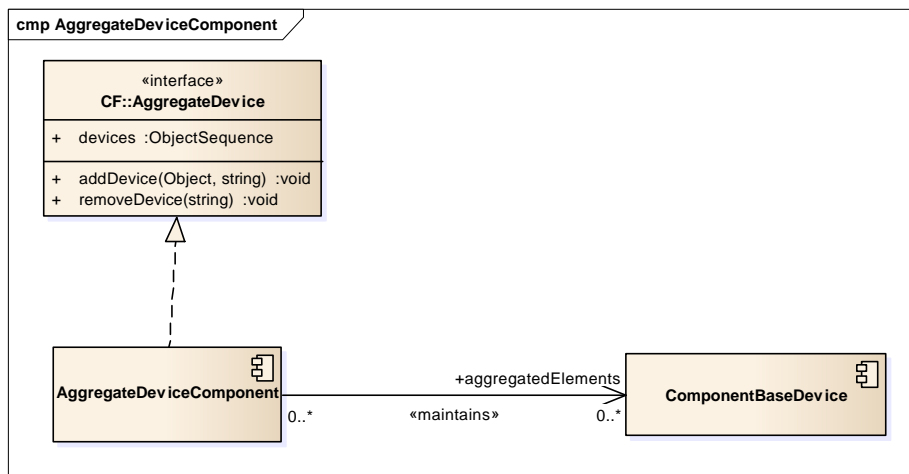 cmp AggregateDeviceComponent
«interface»
CF::AggregateDevice
+ devices :ObjectSequence
+ addDevice(Object, string) :void
+ removeDevice(string) :void
AggregateDeviceComponent
+aggregatedElements
0..*
«maintains»
0..*
ComponentBaseDevice